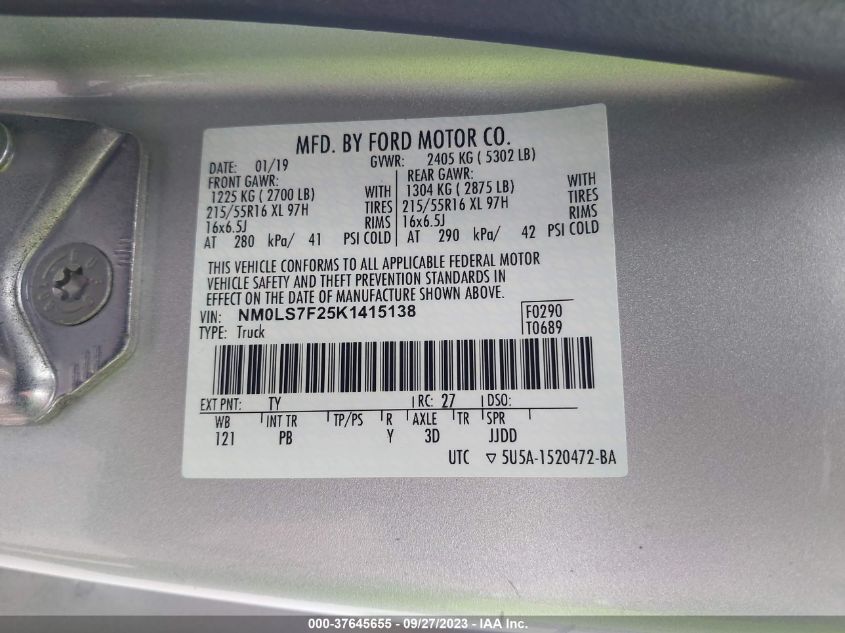 MFD. BY FORD MOTOR CO.
DATE: 01/19 GVWR: 2405 KG ( 5302 LB)
FRONT GAWR: REAR GAWR:
1225 KG ( 2700 LB) WITH 1304 KG ( 2875 LB) WITH
215/55R16 XL 97H TIRES 215/55R16 XL 97H TIRES
16x6.5J RIMS 16x6.5J RIMS
AT 280 kPa/ 41 PSI COLD AT 290 kPa/ 42 PSI COLD
THIS VEHICLE CONFORMS TO ALL APPLICABLE FEDERAL MOTOR
VEHICLE SAFETY AND THEFT PREVENTION STANDARDS IN
EFFECT ON THE DATE OF MANUFACTURE SHOWN ABOVE.
VIN: NM0LS7F25K1415138 F0290
TYPE: Truck T0689
EXT PNT: TY RC: 27 DSO:
WB INT TR TP/PS R AXLE TR SPR
121 PB Y 3D JJDD
UTC ▽ 5U5A-1520472-BA
000-37645655 - 09/27/2023 - IAA Inc.